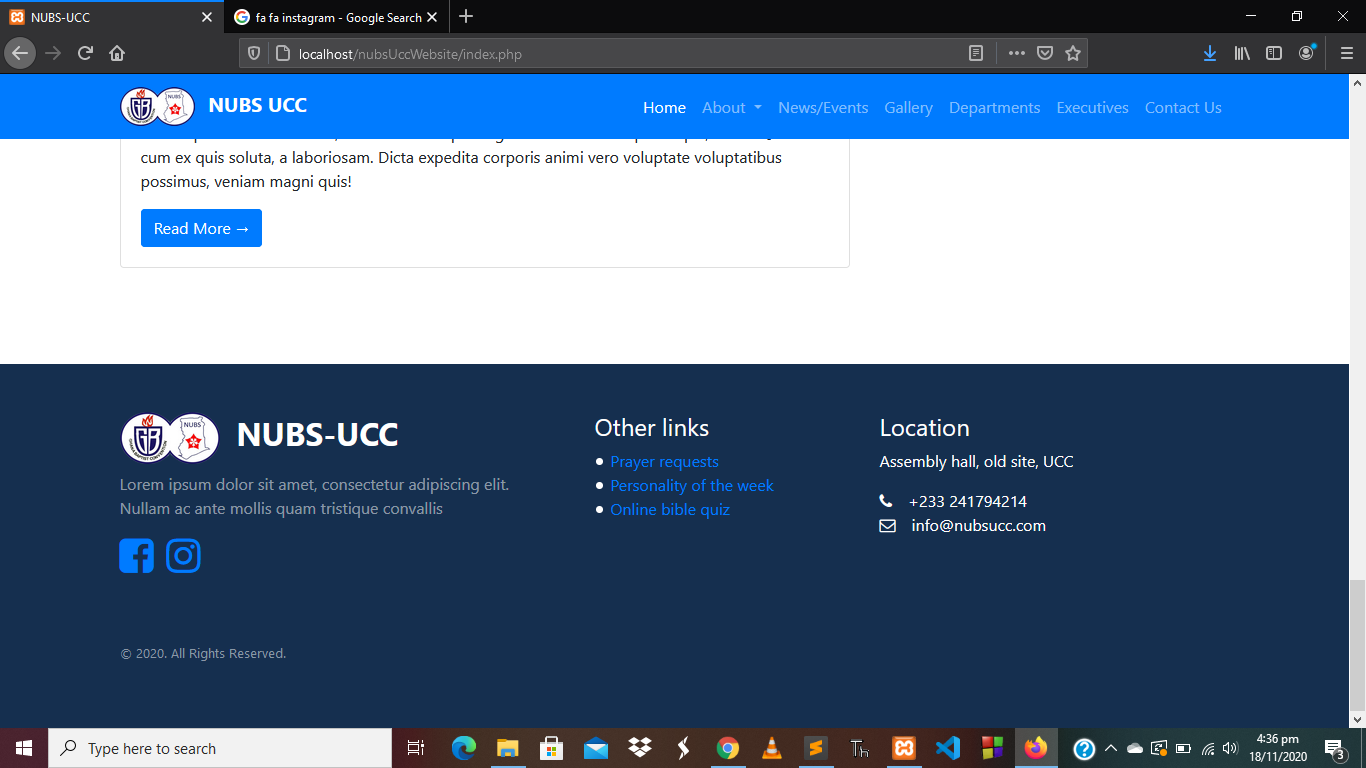 NUBS-UCC
fa fa instagram - Google Search
localhost/nubsUccWebsite/index.php
NUBS UCC
Home About News/Events Gallery Departments Executives Contact Us
cum ex quis soluta, a laboriosam. Dicta expedita corporis animi vero voluptate voluptatibus
possimus, veniam magni quis!
Read More →
NUBS
NUBS-UCC
Lorem ipsum dolor sit amet, consectetur adipiscing elit.
Nullam ac ante mollis quam tristique convallis
Other links
Prayer requests
Personality of the week
Online bible quiz
Location
Assembly hall, old site, UCC
+233 241794214
info@nubsucc.com
© 2020. All Rights Reserved.
Type here to search
Th
4:36 pm
18/11/2020
3